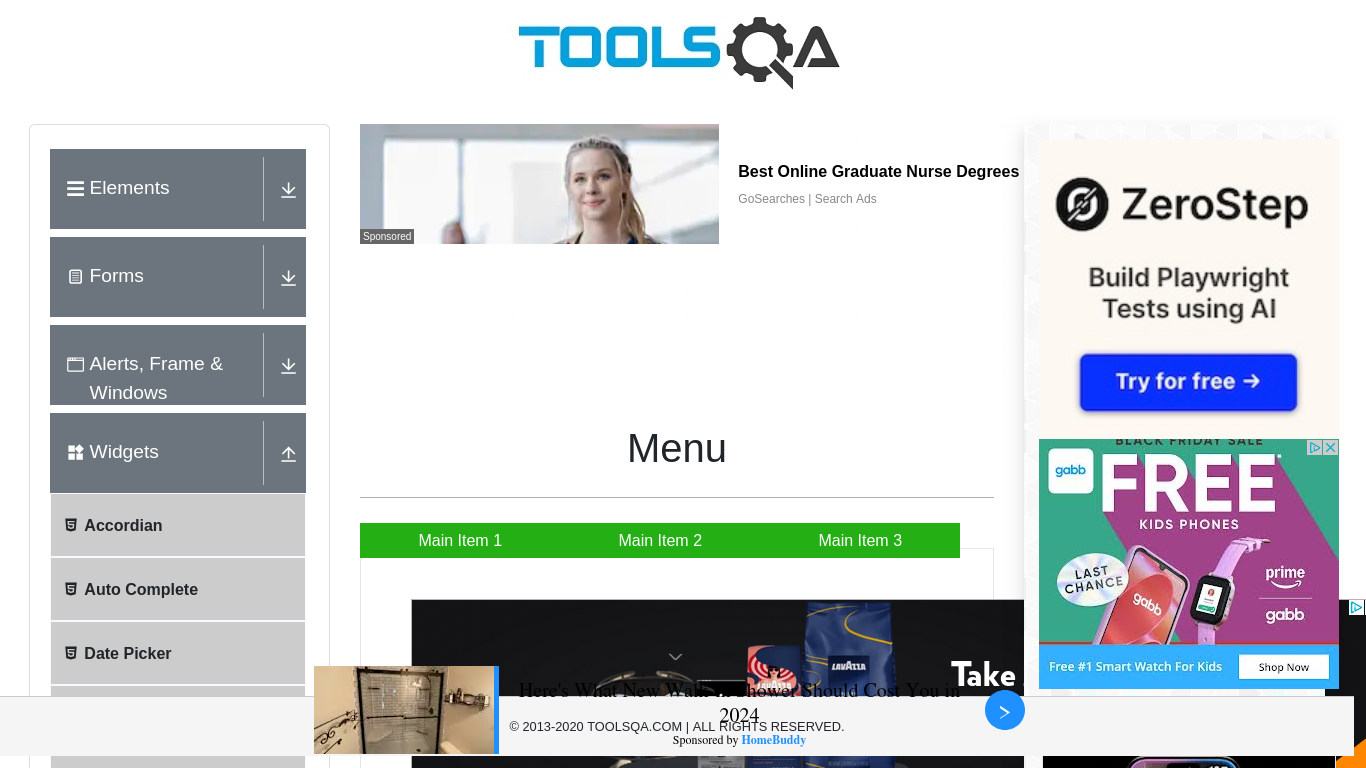 TOOLSQA
Elements
Forms
Alerts, Frame &
Windows
Widgets
Accordian
Auto Complete
Date Picker
Sponsored
Best Online Graduate Nurse Degrees
GoSearches | Search Ads
Menu
Main Item 1
Main Item 2
Main Item 3
ZeroStep
Build Playwright
Tests using AI
Try for free →
BLACK FRIDAY SALE
gabb
FREE
KIDS PHONES
LAST
CHANCE
gabb
prime
gabb
Free #1 Smart Watch For Kids
Shop Now
LAVAZZA
LAVAZZA
Take
Here's What New Walk-in Shower Should Cost You in
2024
© 2013-2020 TOOLSQA.COM | ALL RIGHTS RESERVED.
Sponsored by HomeBuddy